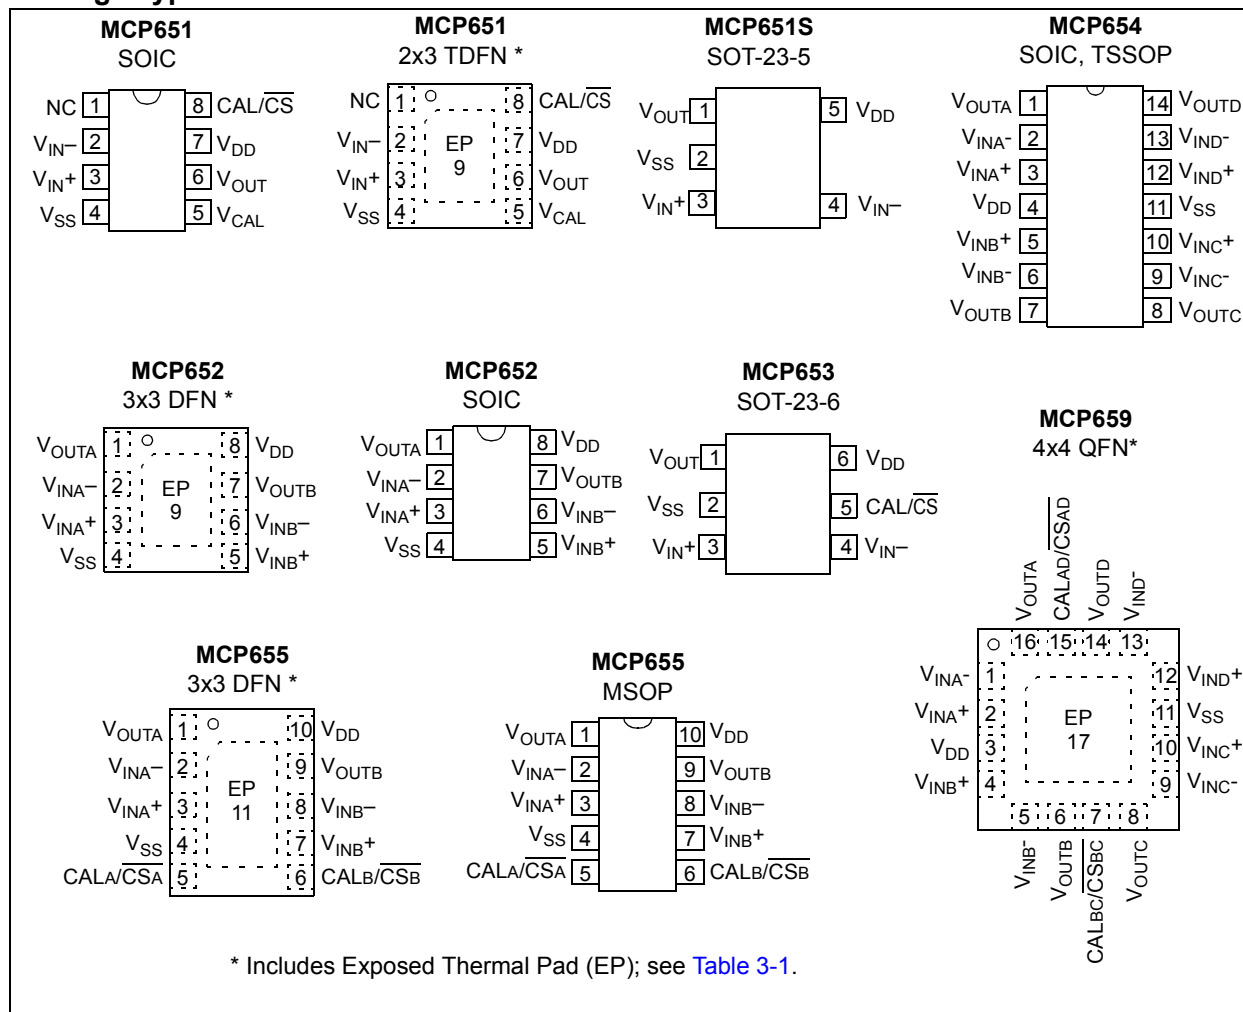 MCP651
SOIC
NC 1 8 CAL/CS
VIN– 2 7 VDD
VIN+ 3 6 VOUT
VSS 4 5 VCAL
MCP651
2x3 TDFN *
NC 1 8 CAL/CS
VIN– 2 7 VDD
EP
9
VIN+ 3 6 VOUT
VSS 4 5 VCAL
MCP651S
SOT-23-5
VOUT 1 5 VDD
VSS 2
VIN+ 3 4 VIN–
MCP654
SOIC, TSSOP
VOUTA 1 14 VOUTD
VINA- 2 13 VIND-
VINA+ 3 12 VIND+
VDD 4 11 VSS
VINB+ 5 10 VINC+
VINB- 6 9 VINC-
VOUTB 7 8 VOUTC
MCP652
3x3 DFN *
VOUTA 1 8 VDD
VINA– 2 7 VOUTB
EP
9
VINA+ 3 6 VINB–
VSS 4 5 VINB+
MCP652
SOIC
VOUTA 1 8 VDD
VINA– 2 7 VOUTB
VINA+ 3 6 VINB–
VSS 4 5 VINB+
MCP653
SOT-23-6
VOUT 1 6 VDD
VSS 2 5 CAL/CS
VIN+ 3 4 VIN–
MCP659
4x4 QFN*
VOUTA CALAD/CSAD VOUTD VIND-
16 15 14 13
VINA- 1 12 VIND+
VINA+ 2 11 VSS
EP
17
VDD 3 10 VINC+
VINB+ 4 9 VINC-
5 6 7 8
VINB- VOUTB CALBC/CSBC VOUTC
MCP655
3x3 DFN *
VOUTA 1 10 VDD
VINA– 2 9 VOUTB
EP
11
VINA+ 3 8 VINB–
VSS 4 7 VINB+
CALA/CSA 5 6 CALB/CSB
MCP655
MSOP
VOUTA 1 10 VDD
VINA– 2 9 VOUTB
VINA+ 3 8 VINB–
VSS 4 7 VINB+
CALA/CSA 5 6 CALB/CSB
* Includes Exposed Thermal Pad (EP); see Table 3-1.